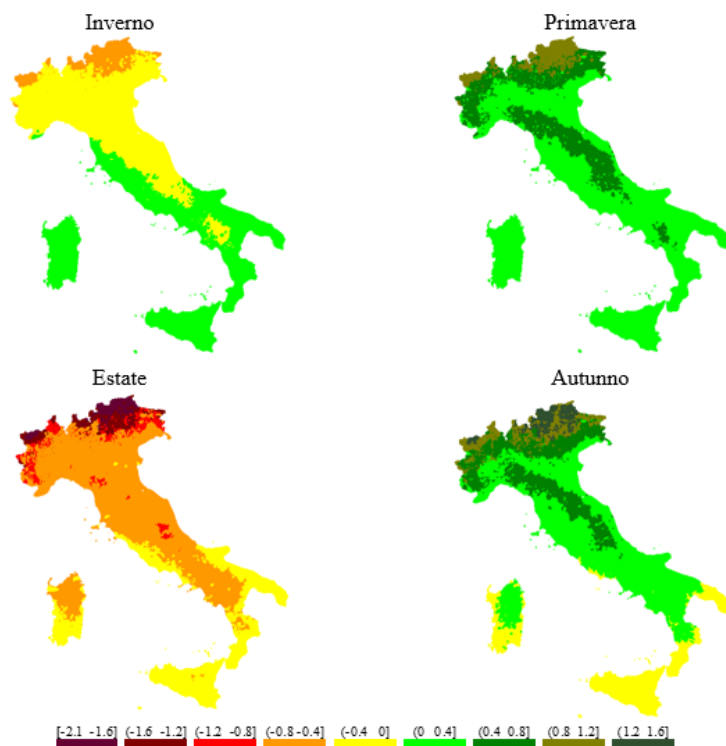 Inverno
Primavera
Estate
Autunno
[-2.1 -1.6] (-1.6 -1.2] (-1.2 -0.8] (-0.8 -0.4] (-0.4 0] (0 0.4] (0.4 0.8] (0.8 1.2] (1.2 1.6]